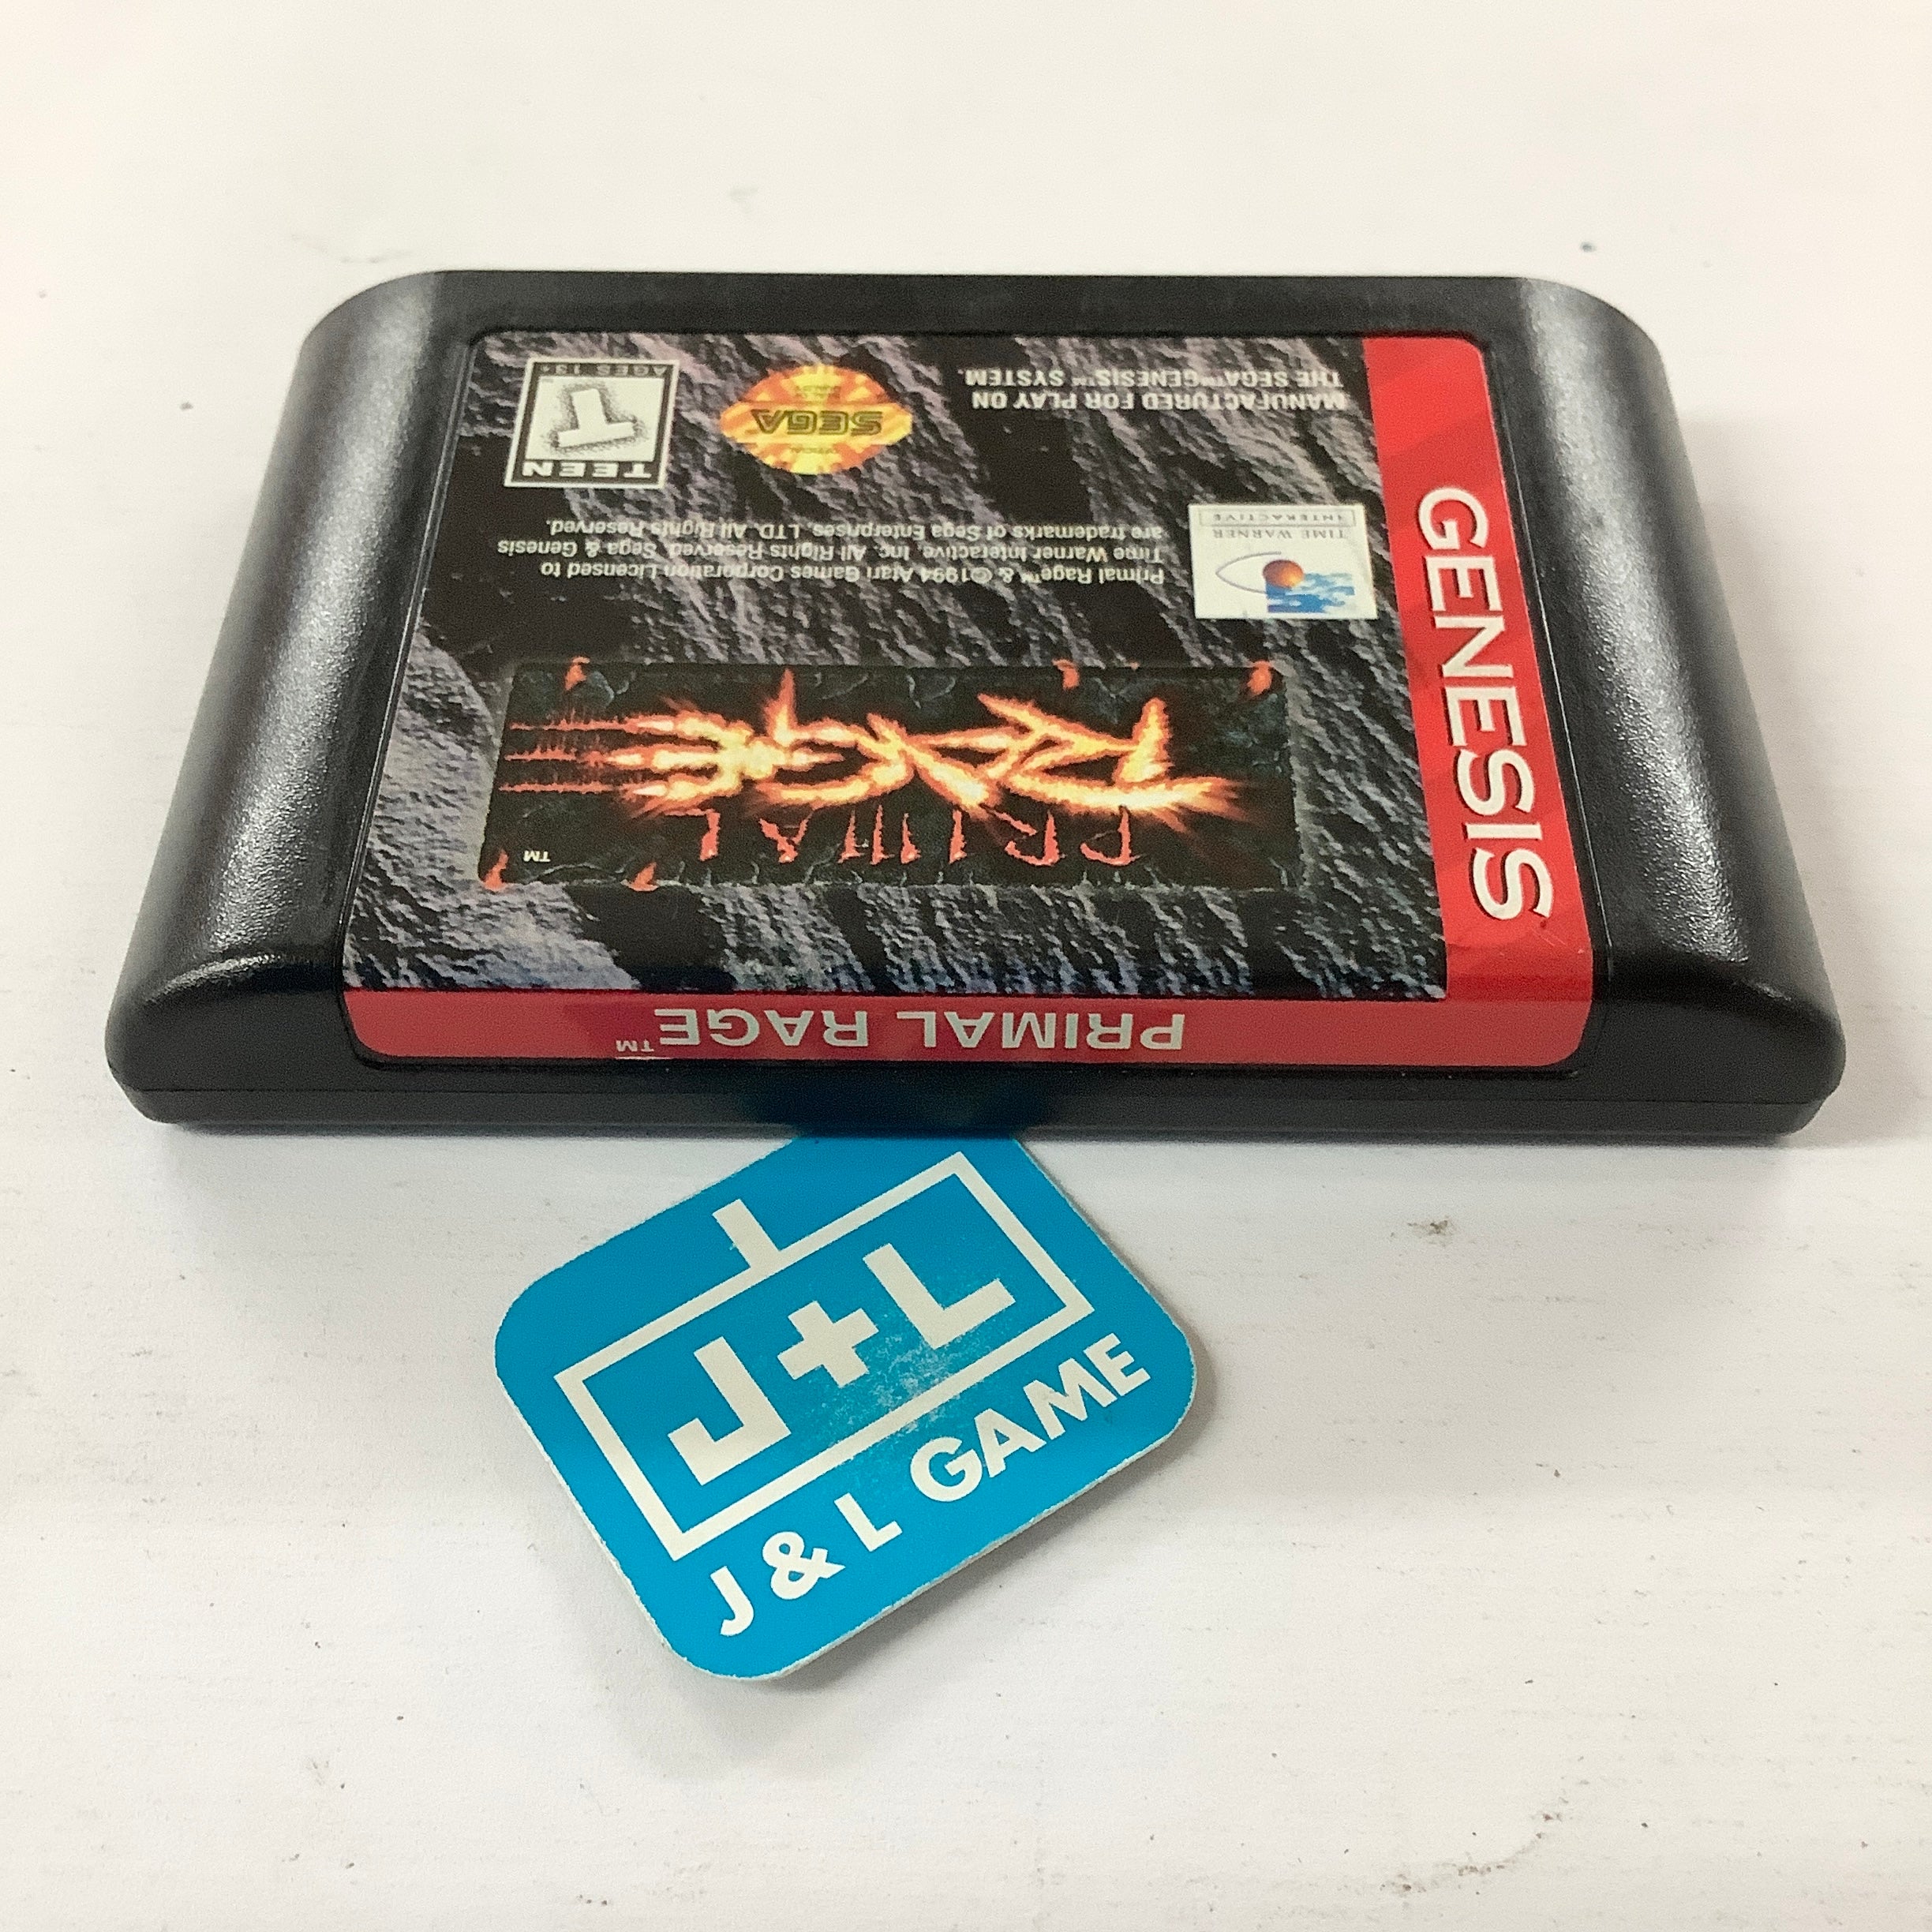 PRIMAL RAGE™
GENESIS
PRIMAL
RAGE
TM
Primal Rage™ & ©1994 Atari Games Corporation Licensed to
Time Warner Interactive, Inc. All Rights Reserved. Sega & Genesis
are trademarks of Sega Enterprises, LTD. All Rights Reserved.
TIME WARNER
INTERACTIVE
MANUFACTURED FOR PLAY ON
THE SEGA™ GENESIS™ SYSTEM.
SEGA
TEEN
T
AGES 13+
J+L
J & L GAME